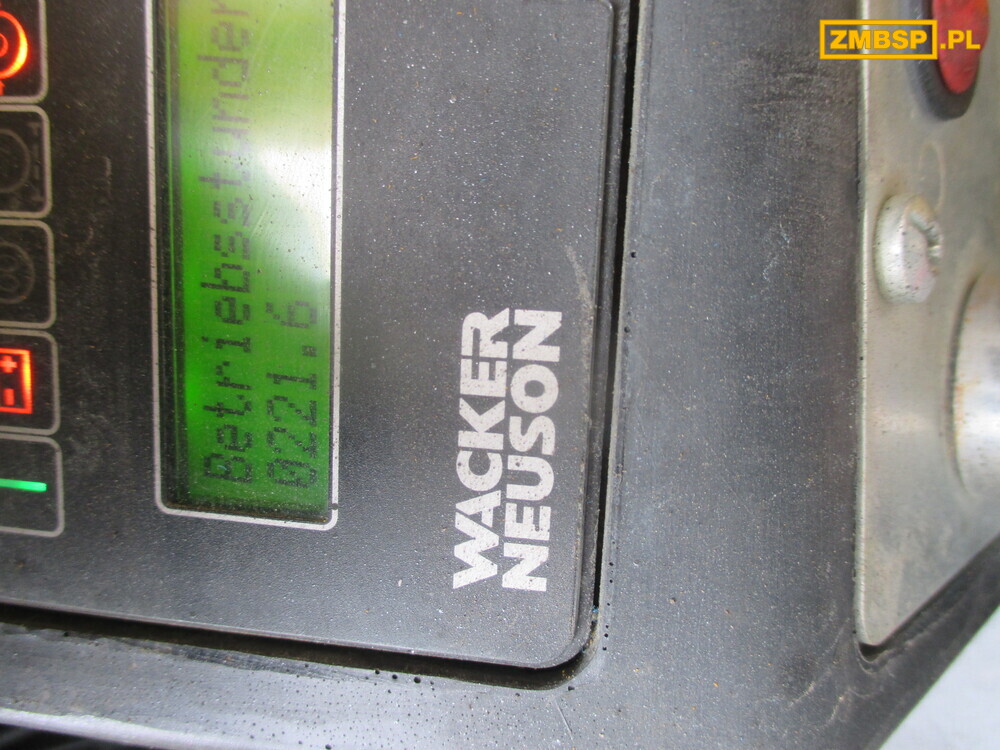 Betriebsstunden
0221.6
WACKER
NEUSON
ZMBSP.PL